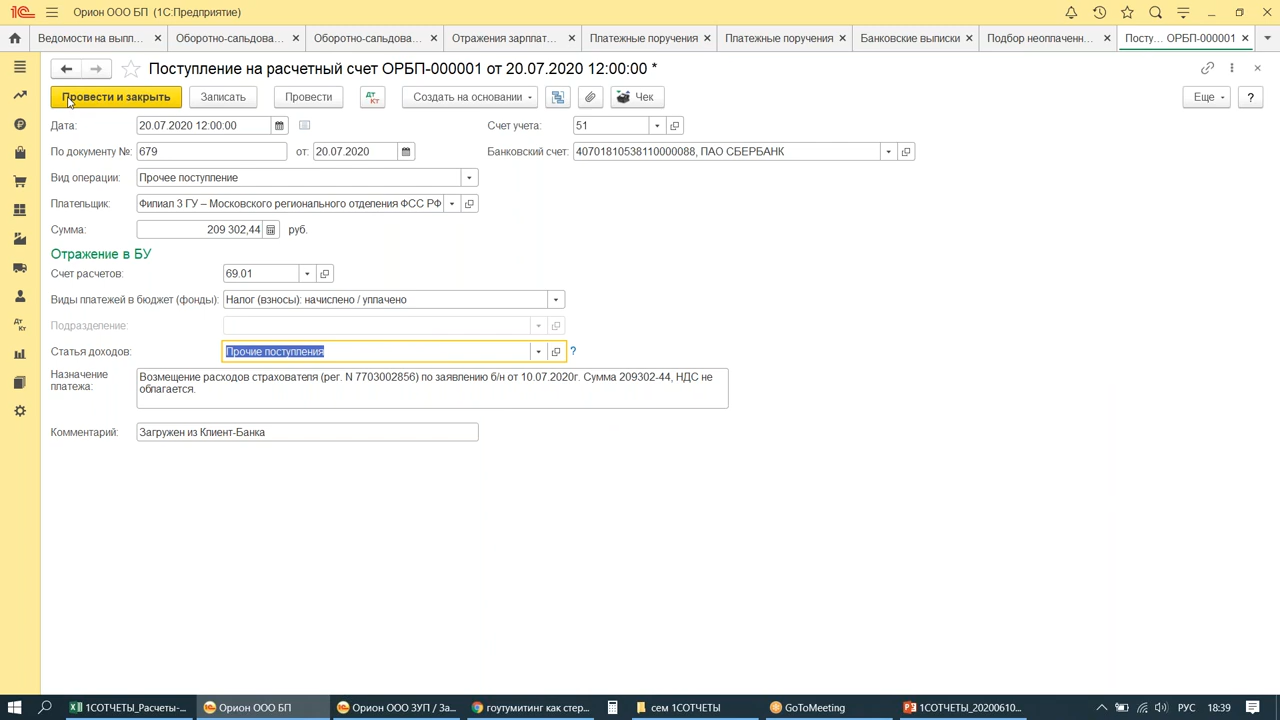 Орион ООО БП (1С:Предприятие)
Ведомости на выпл...
Оборотно-сальдова...
Оборотно-сальдова...
Отражения зарплат...
Платежные поручения
Платежные поручения
Банковские выписки
Подбор неоплаченн...
Посту... ОРБП-000001
Поступление на расчетный счет ОРБП-000001 от 20.07.2020 12:00:00 *
Провести и закрыть
Записать
Провести
Дт Кт
Создать на основании
Чек
Еще
?
Дата: 20.07.2020 12:00:00
Счет учета: 51
По документу №: 679 от: 20.07.2020
Банковский счет: 40701810538110000088, ПАО СБЕРБАНК
Вид операции: Прочее поступление
Плательщик: Филиал 3 ГУ – Московского регионального отделения ФСС РФ
Сумма: 209 302,44 руб.
Отражение в БУ
Счет расчетов: 69.01
Виды платежей в бюджет (фонды): Налог (взносы): начислено / уплачено
Подразделение:
Статья доходов: Прочие поступления ?
Назначение платежа:
Возмещение расходов страхователя (рег. N 7703002856) по заявлению б/н от 10.07.2020г. Сумма 209302-44, НДС не
облагается.
Комментарий: Загружен из Клиент-Банка
1СОТЧЕТЫ_Расчеты-...
Орион ООО БП
Орион ООО ЗУП / За...
гоутумитинг как стер...
сем 1СОТЧЕТЫ
GoToMeeting
1СОТЧЕТЫ_20200610...
РУС
18:39